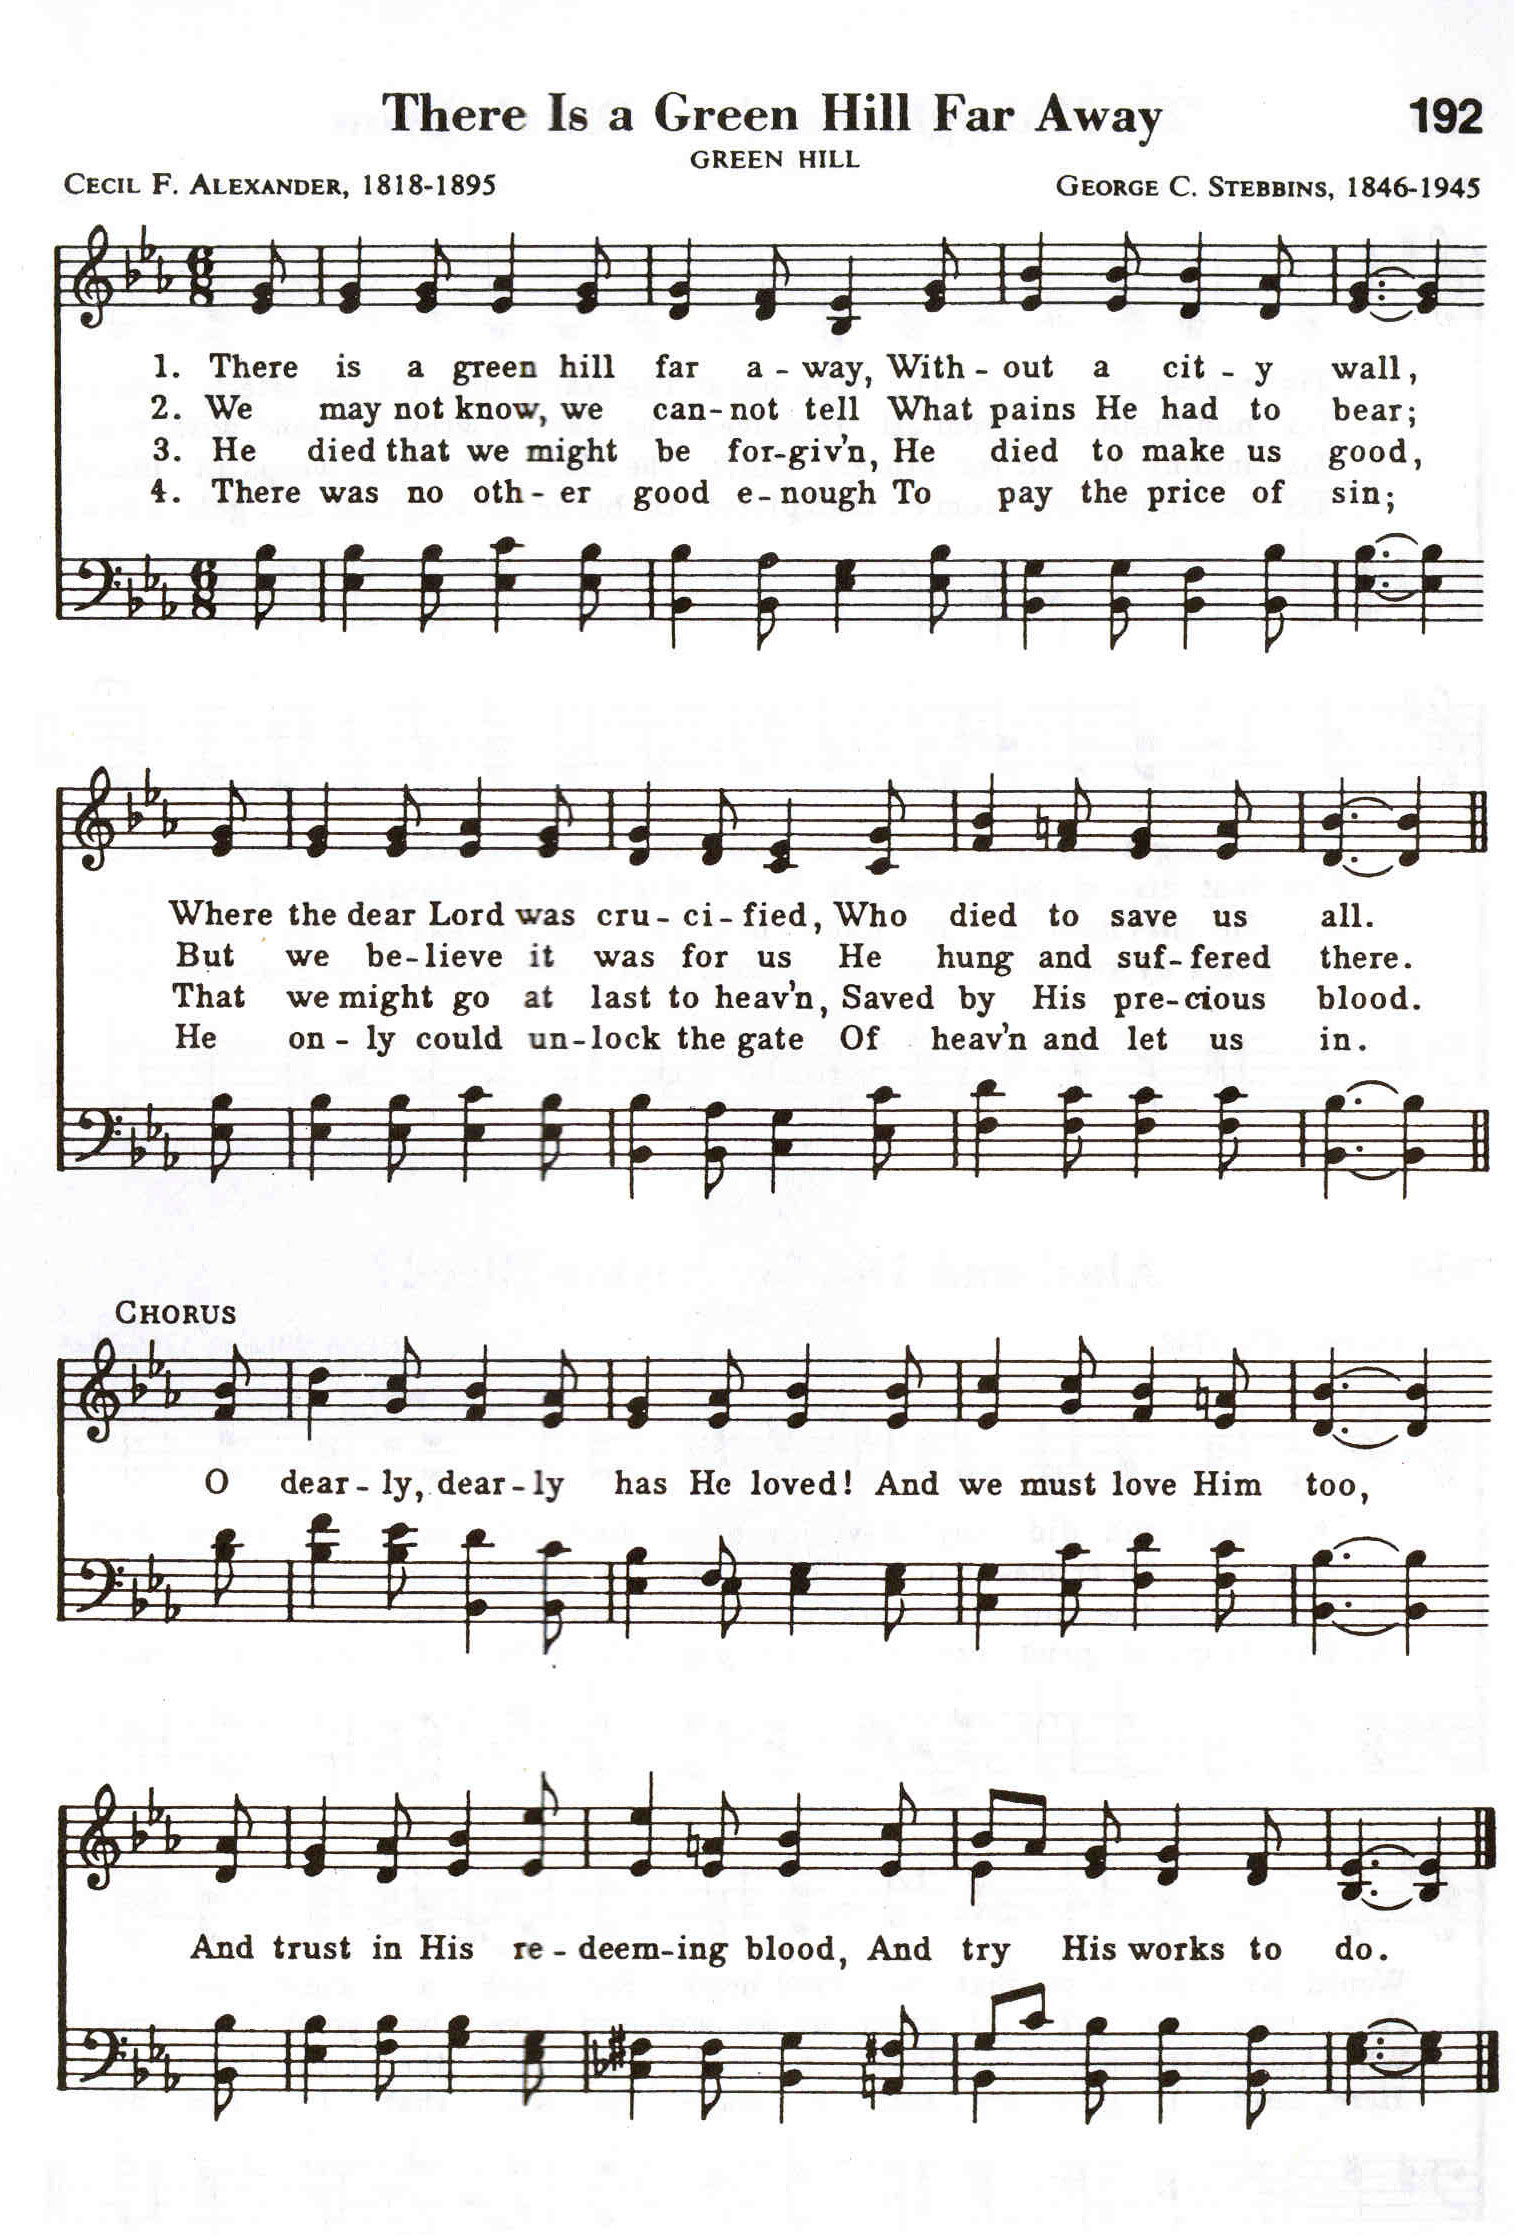 There Is a Green Hill Far Away 192
GREEN HILL
CECIL F. ALEXANDER, 1818-1895 GEORGE C. STEBBINS, 1846-1945
1. There is a green hill far a-way, With-out a cit-y wall,
2. We may not know, we can-not tell What pains He had to bear;
3. He died that we might be for-giv'n, He died to make us good,
4. There was no oth-er good e-nough To pay the price of sin;
Where the dear Lord was cru-ci-fied, Who died to save us all.
But we be-lieve it was for us He hung and suf-fered there.
That we might go at last to heav'n, Saved by His pre-cious blood.
He on-ly could un-lock the gate Of heav'n and let us in.
CHORUS
O dear-ly, dear-ly has He loved! And we must love Him too,
And trust in His re-deem-ing blood, And try His works to do.